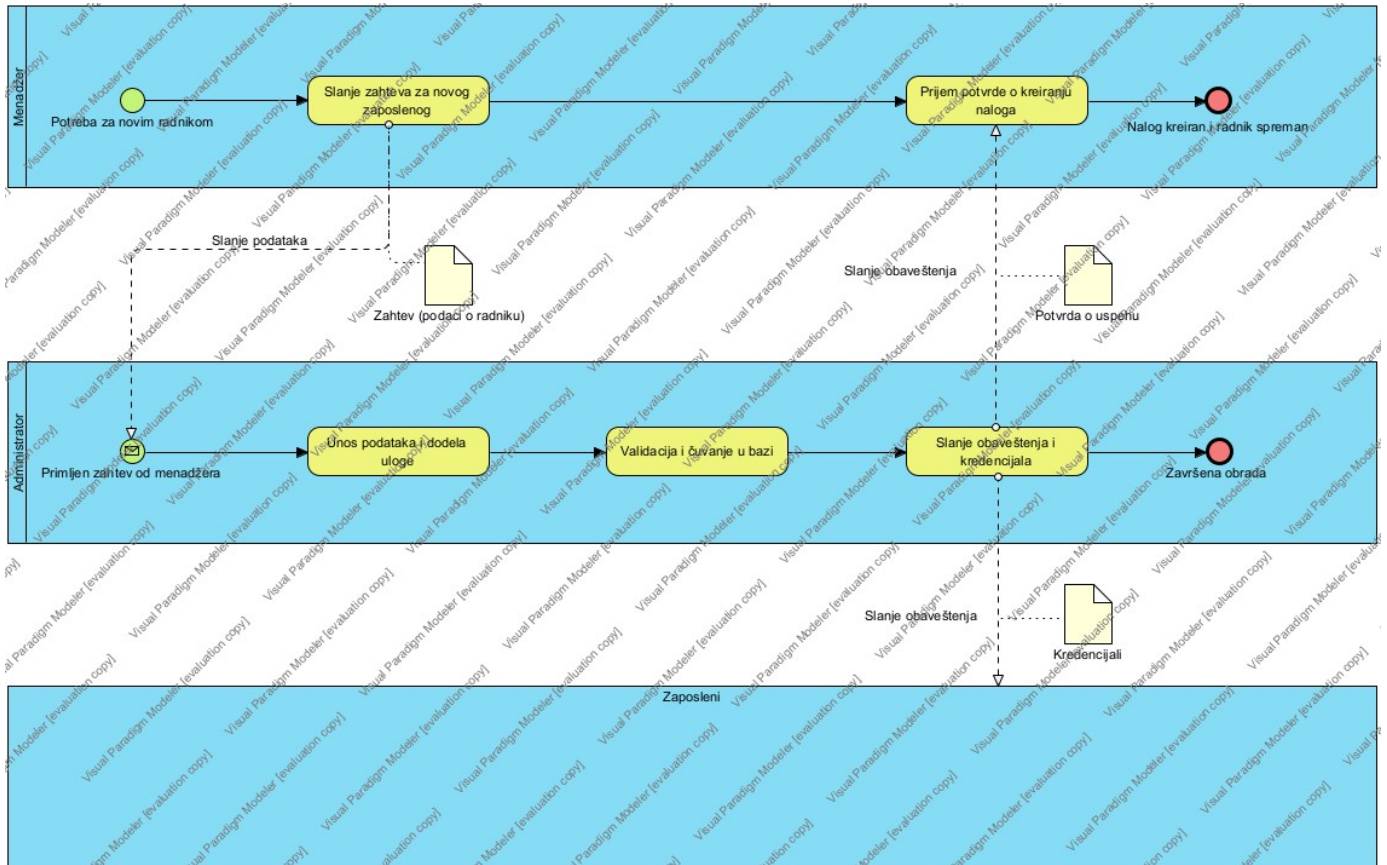 Menadžer
Potreba za novim radnikom
Slanje zahteva za novog
zaposlenog
Prijem potvrde o kreiranju
naloga
Nalog kreiran i radnik spreman
Slanje podataka
Zahtev (podaci o radniku)
Slanje obaveštenja
Potvrda o uspehu
Administrator
Primljen zahtev od menadžera
Unos podataka i dodela
uloge
Validacija i čuvanje u bazi
Slanje obaveštenja i
kredencijala
Završena obrada
Slanje obaveštenja
Kredencijali
Zaposleni
Visual Paradigm Modeler [evaluation copy]